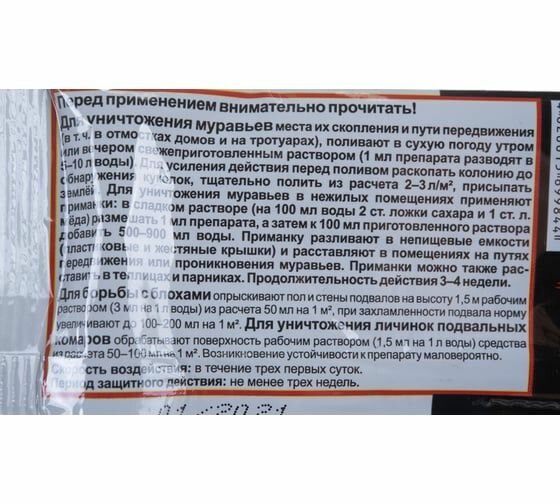 Перед применением внимательно прочитать!
Для уничтожения муравьев места их скопления и пути передвижения
(в т.ч. в отмостках домов и на тротуарах), поливают в сухую погоду утром
или вечером свежеприготовленным раствором (1 мл препарата разводят в
5–10 л воды). Для усиления действия перед поливом раскопать колонию до
обнаружения куколок, тщательно полить из расчета 2–3 л/м², присыпать
землёй. Для уничтожения муравьев в нежилых помещениях применяют
приманки: в сладком растворе (на 100 мл воды 2 ст. ложки сахара и 1 ст. л.
мёда) размешать 1 мл препарата, а затем к 100 мл приготовленного раствора
добавить 500–900 мл воды. Приманку разливают в непищевые емкости
(пластиковые и жестяные крышки) и расставляют в помещениях на путях
передвижения или проникновения муравьев. Приманки можно также рас-
ставить в теплицах и парниках. Продолжительность действия 3–4 недели.
Для борьбы с блохами опрыскивают пол и стены подвалов на высоту 1,5 м рабочим
раствором (3 мл на 1 л воды) из расчета 50 мл на 1 м², при захламленности подвала норму
увеличивают до 100–200 мл на 1 м². Для уничтожения личинок подвальных
комаров обрабатывают поверхность рабочим раствором (1,5 мл на 1 л воды) средства
из расчета 50–100 мл на 1 м². Возникновение устойчивости к препарату маловероятно.
Скорость воздействия: в течение трех первых суток.
Период защитного действия: не менее трех недель.